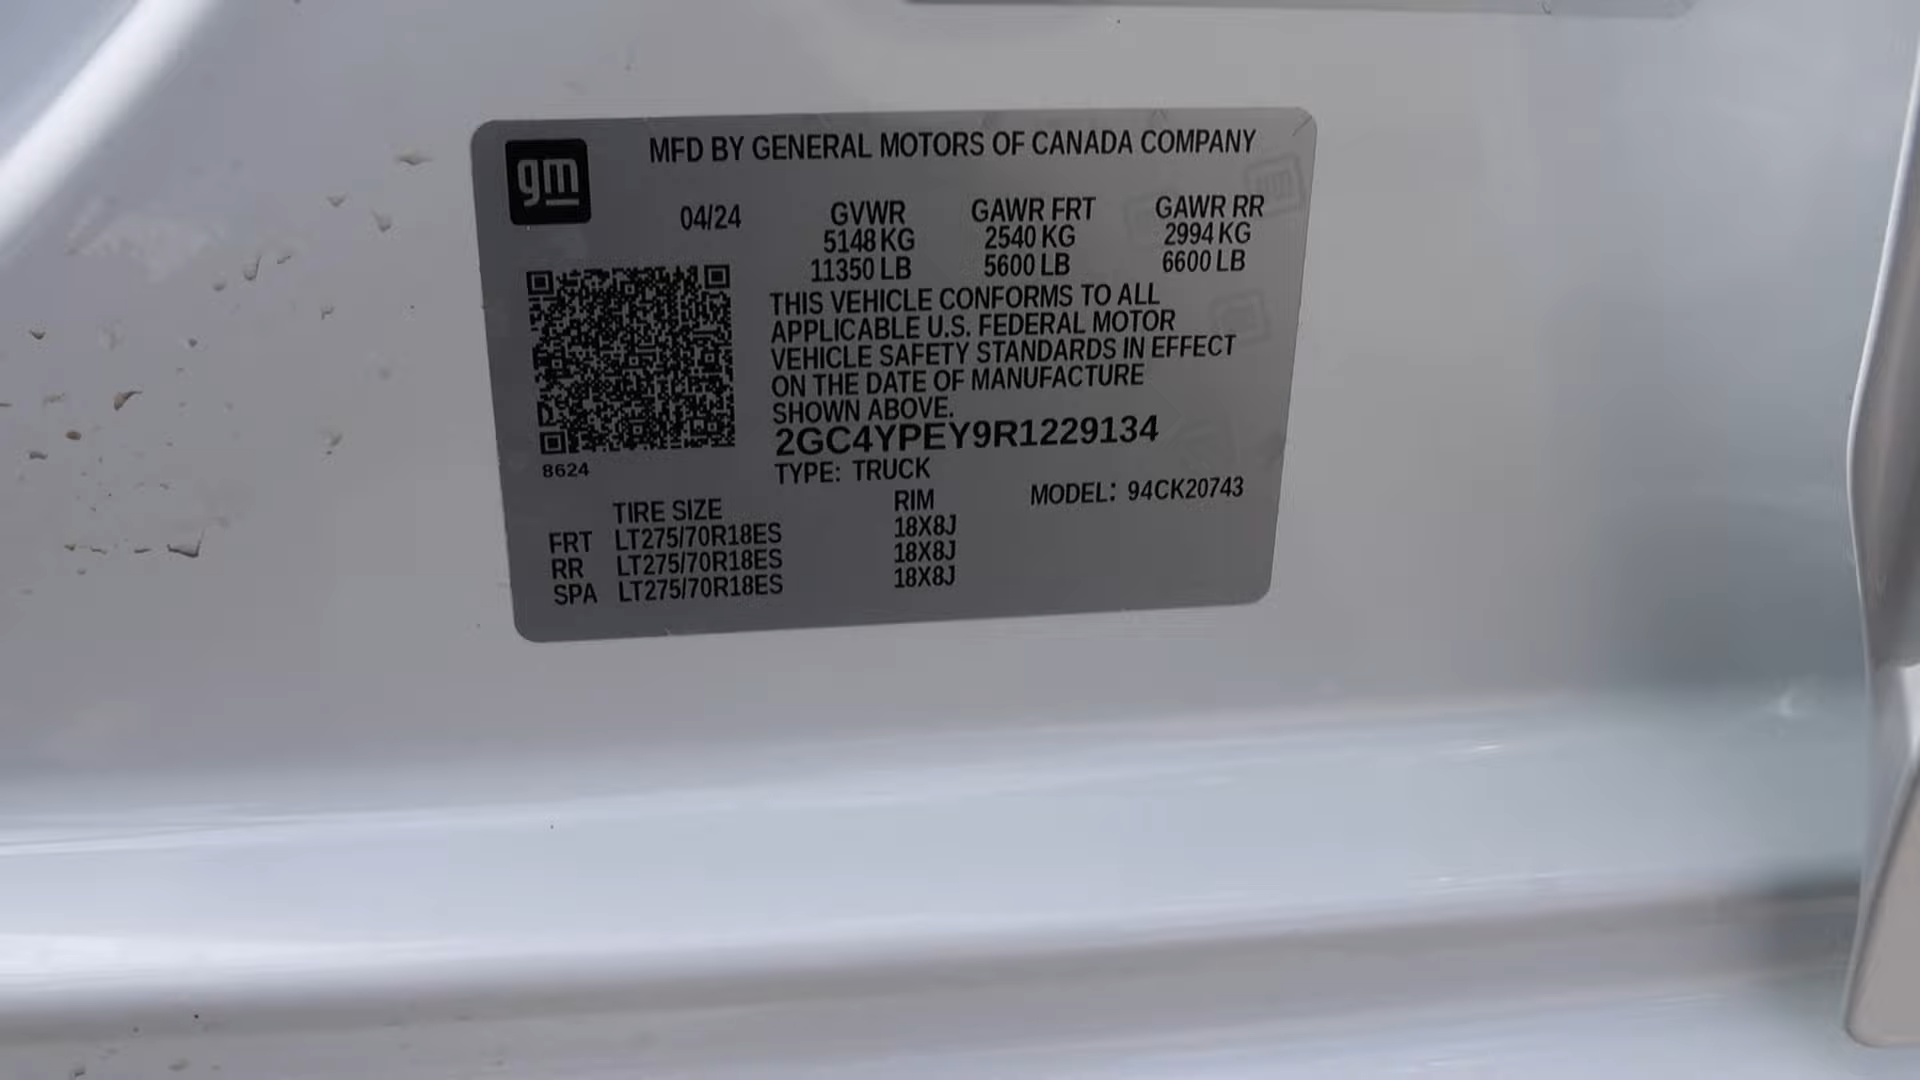 gm
MFD BY GENERAL MOTORS OF CANADA COMPANY
04/24 GVWR GAWR FRT GAWR RR
5148 KG 2540 KG 2994 KG
11350 LB 5600 LB 6600 LB
THIS VEHICLE CONFORMS TO ALL
APPLICABLE U.S. FEDERAL MOTOR
VEHICLE SAFETY STANDARDS IN EFFECT
ON THE DATE OF MANUFACTURE
SHOWN ABOVE.
2GC4YPEY9R1229134
8624
TYPE: TRUCK
MODEL: 94CK20743
TIRE SIZE RIM
FRT LT275/70R18ES 18X8J
RR LT275/70R18ES 18X8J
SPA LT275/70R18ES 18X8J